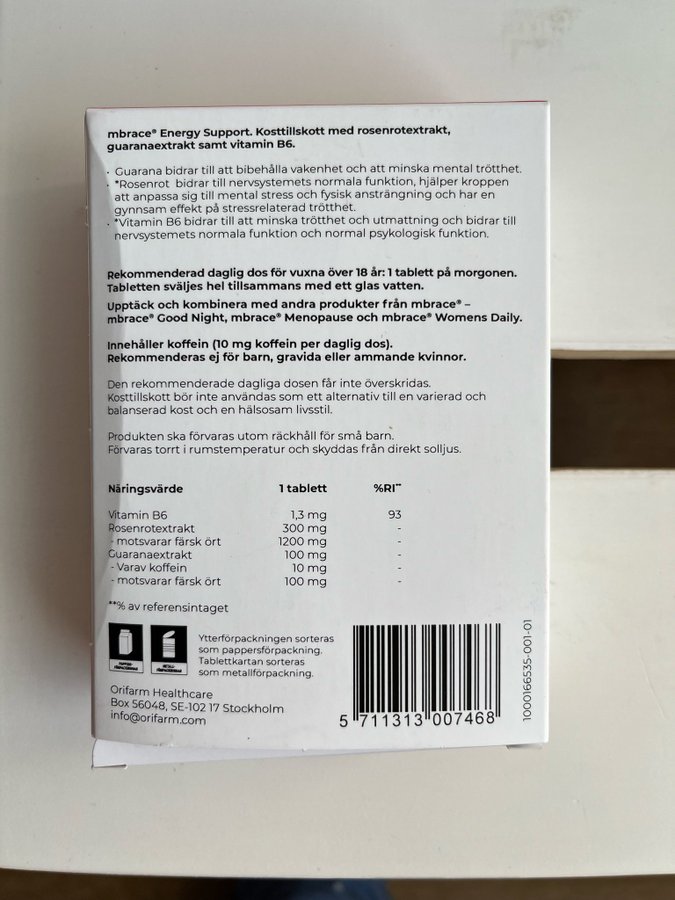 mbrace® Energy Support. Kosttillskott med rosenrotextrakt,
guaranaextrakt samt vitamin B6.
· Guarana bidrar till att bibehålla vakenhet och att minska mental trötthet.
· *Rosenrot bidrar till nervsystemets normala funktion, hjälper kroppen
att anpassa sig till mental stress och fysisk ansträngning och har en
gynnsam effekt på stressrelaterad trötthet.
· *Vitamin B6 bidrar till att minska trötthet och utmattning och bidrar till
nervsystemets normala funktion och normal psykologisk funktion.
Rekommenderad daglig dos för vuxna över 18 år: 1 tablett på morgonen.
Tabletten sväljes hel tillsammans med ett glas vatten.
Upptäck och kombinera med andra produkter från mbrace® –
mbrace® Good Night, mbrace® Menopause och mbrace® Womens Daily.
Innehåller koffein (10 mg koffein per daglig dos).
Rekommenderas ej för barn, gravida eller ammande kvinnor.
Den rekommenderade dagliga dosen får inte överskridas.
Kosttillskott bör inte användas som ett alternativ till en varierad och
balanserad kost och en hälsosam livsstil.
Produkten ska förvaras utom räckhåll för små barn.
Förvaras torrt i rumstemperatur och skyddas från direkt solljus.
Näringsvärde 1 tablett %RI**
Vitamin B6 1,3 mg 93
Rosenrotextrakt 300 mg -
- motsvarar färsk ört 1200 mg -
Guaranaextrakt 100 mg -
- Varav koffein 10 mg -
- motsvarar färsk ört 100 mg -
**% av referensintaget
PAPPERS-
FÖRPACKNINGAR
METALL-
FÖRPACKNINGAR
Ytterförpackningen sorteras
som pappersförpackning.
Tablettkartan sorteras
som metallförpackning.
Orifarm Healthcare
Box 56048, SE-102 17 Stockholm
info@orifarm.com
5 711313 007468
1000166535-001-01